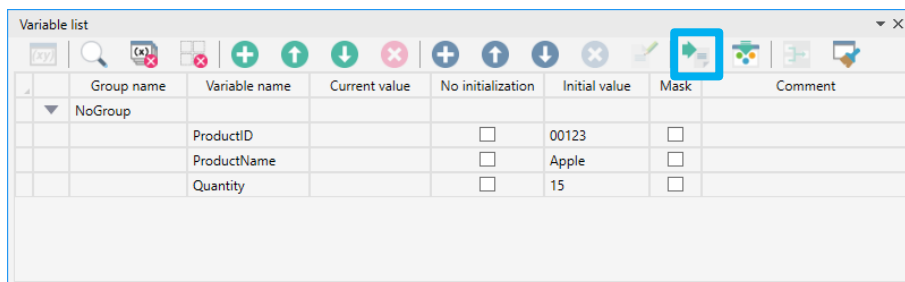 Variable list
Group name Variable name Current value No initialization Initial value Mask Comment
NoGroup
ProductID 00123
ProductName Apple
Quantity 15